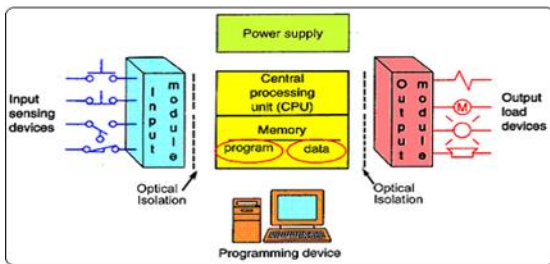 Power supply
Input
sensing
devices
Input
module
Central
processing
unit (CPU)
Memory
program data
Output
module
M
Output
load
devices
Optical
Isolation
Optical
Isolation
Programming device